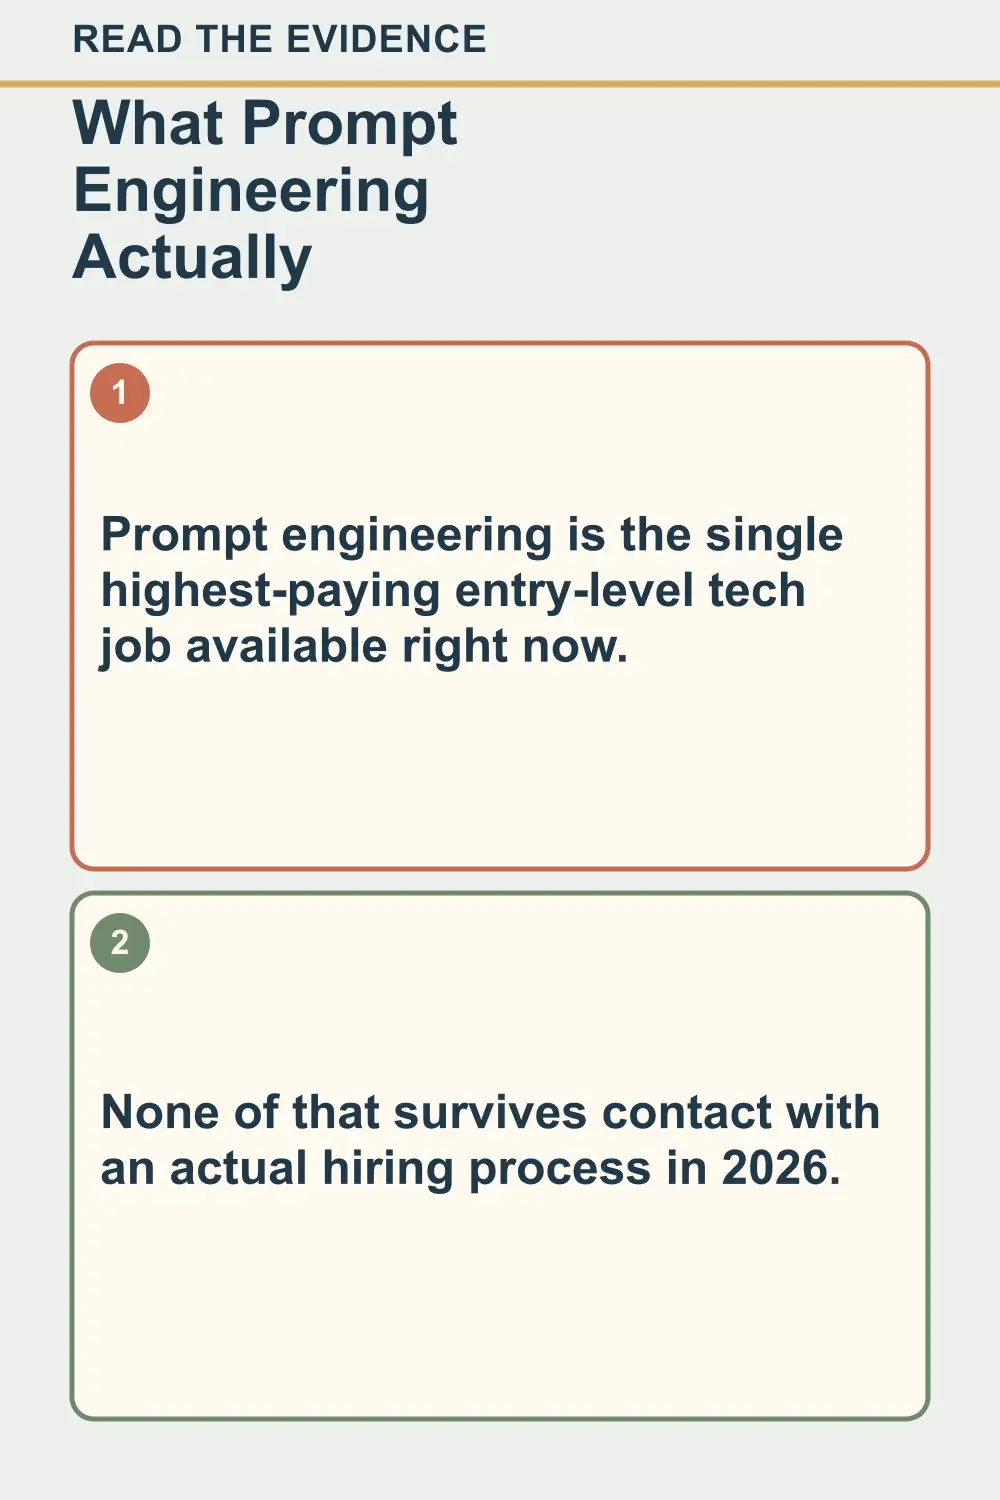 READ THE EVIDENCE
What Prompt
Engineering
Actually
1
Prompt engineering is the single
highest-paying entry-level tech
job available right now.
2
None of that survives contact with
an actual hiring process in 2026.